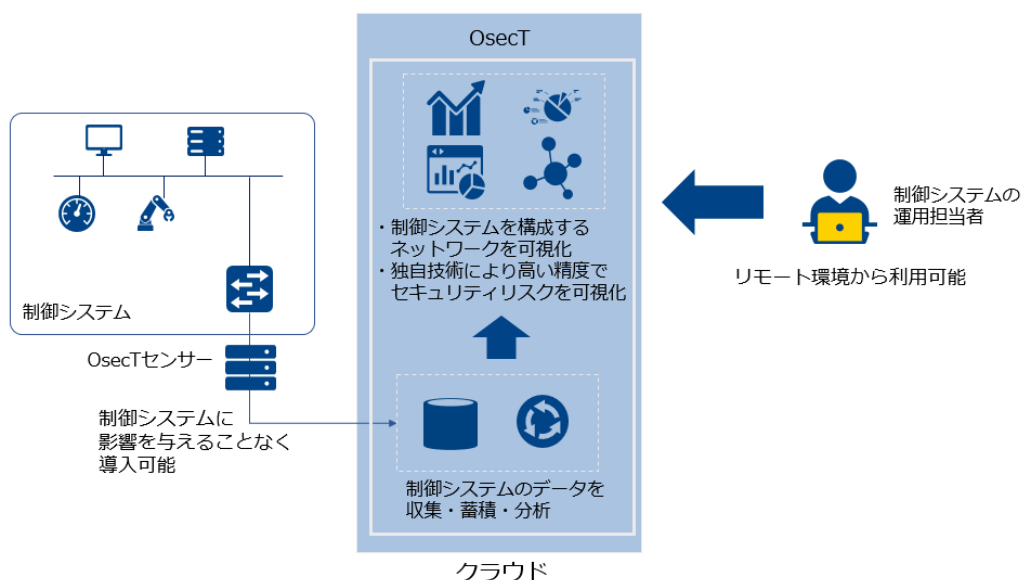 OsecT
・制御システムを構成する
ネットワークを可視化
・独自技術により高い精度で
セキュリティリスクを可視化
制御システムの
運用担当者
リモート環境から利用可能
制御システム
OsecTセンサー
制御システムに
影響を与えることなく
導入可能
制御システムのデータを
収集・蓄積・分析
クラウド